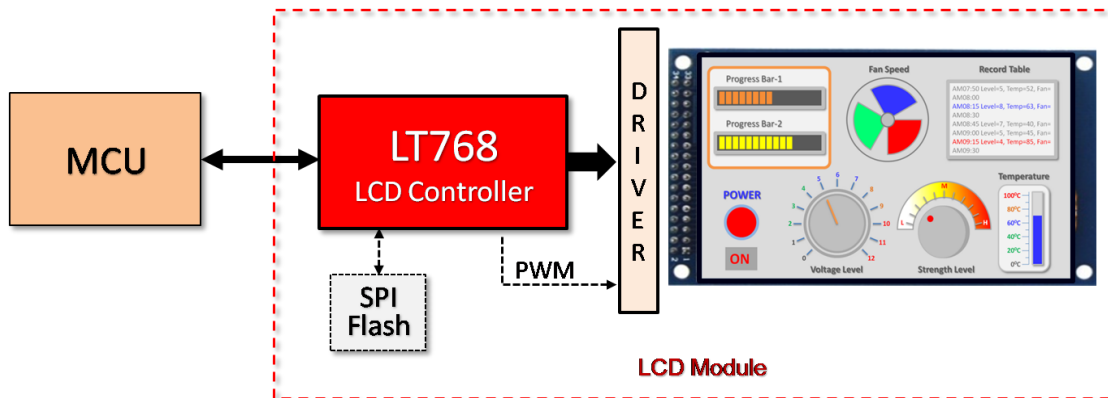 MCU
LT768
LCD Controller
SPI
Flash
PWM
DRIVER
LCD Module
Progress Bar-1
Progress Bar-2
Fan Speed
Record Table
AM07:50 Level=5, Temp=52, Fan=
AM08:00
AM08:15 Level=8, Temp=63, Fan=
AM08:30
AM08:45 Level=7, Temp=40, Fan=
AM09:00 Level=5, Temp=45, Fan=
AM09:15 Level=4, Temp=85, Fan=
AM09:30
POWER
ON
0
1
2
3
4
5
6
7
8
9
10
11
12
Voltage Level
L
M
H
Strength Level
Temperature
100°C
80°C
60°C
40°C
20°C
0°C